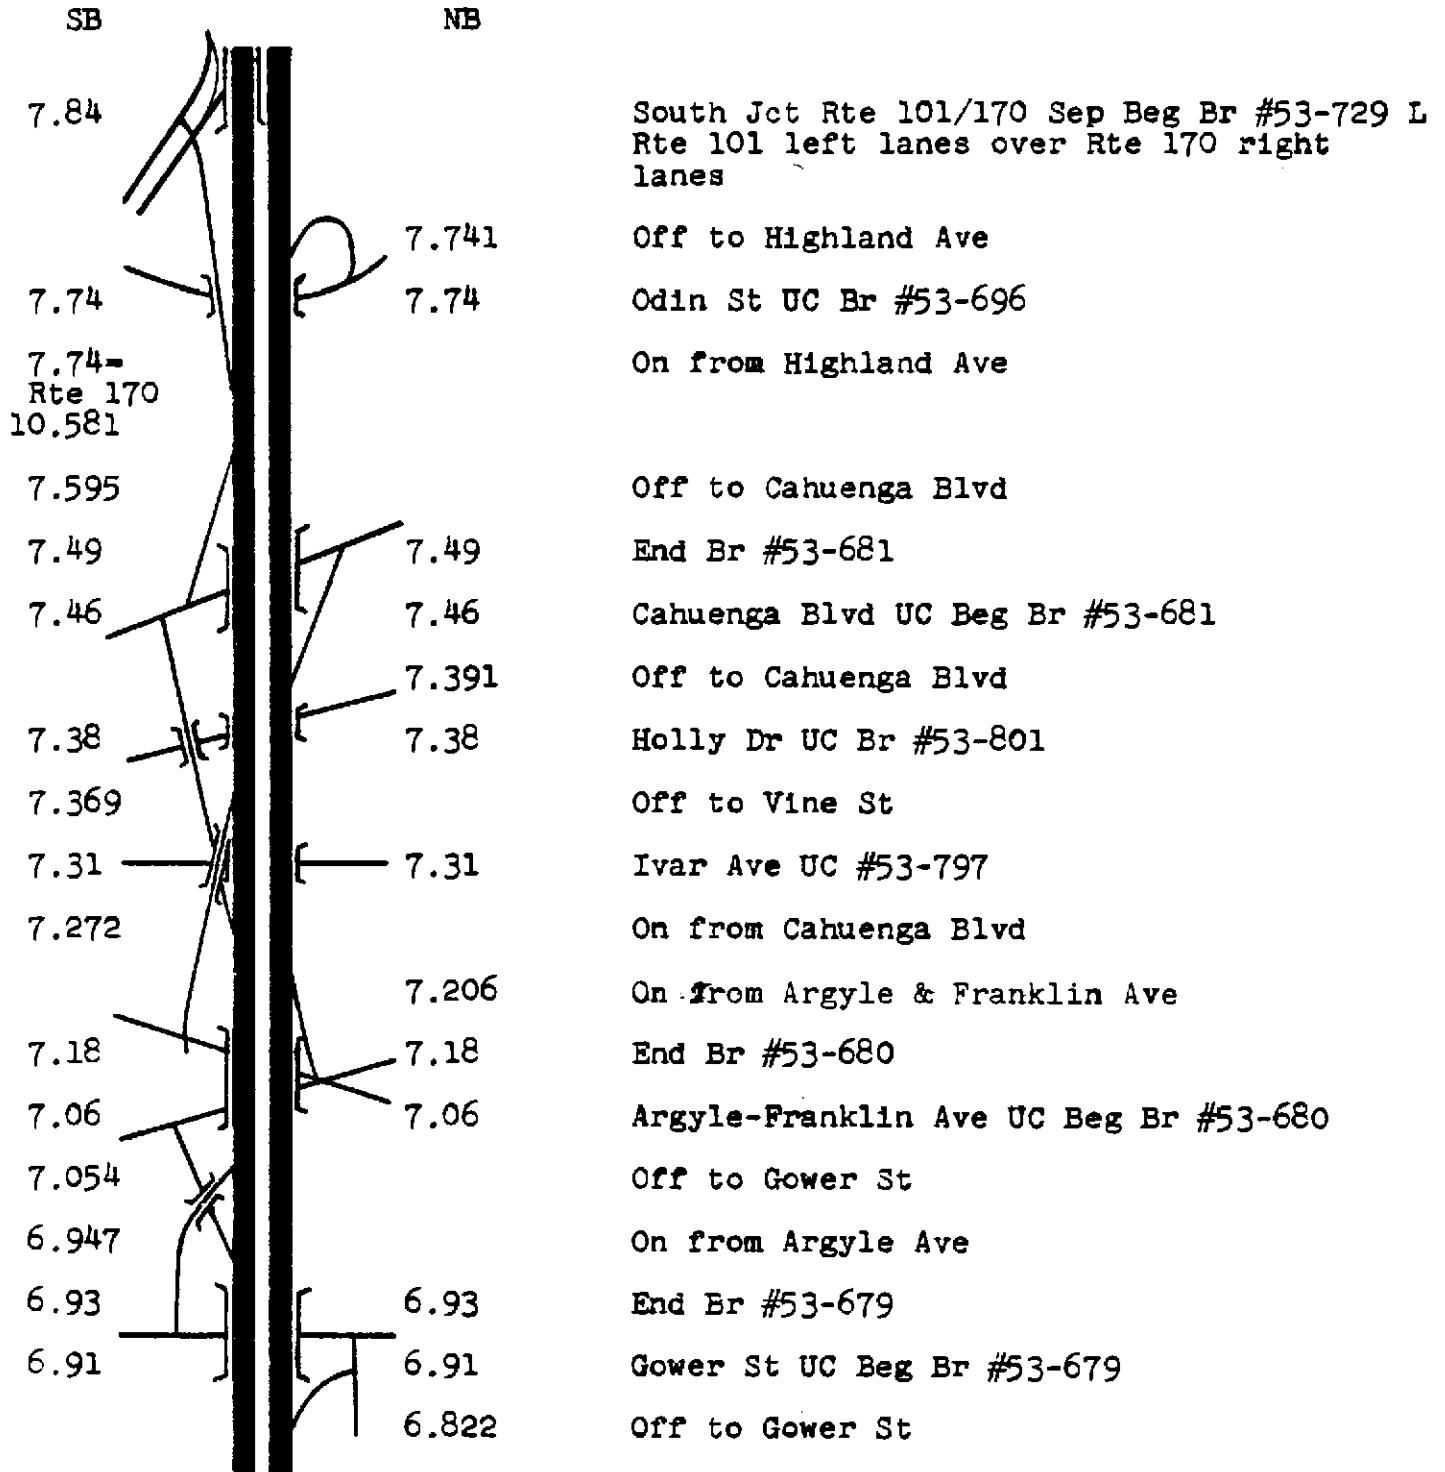 SB NB
7.84 South Jct Rte 101/170 Sep Beg Br #53-729 L
Rte 101 left lanes over Rte 170 right
lanes
7.741 Off to Highland Ave
7.74 7.74 Odin St UC Br #53-696
7.74= On from Highland Ave
Rte 170
10.581
7.595 Off to Cahuenga Blvd
7.49 7.49 End Br #53-681
7.46 7.46 Cahuenga Blvd UC Beg Br #53-681
7.391 Off to Cahuenga Blvd
7.38 7.38 Holly Dr UC Br #53-801
7.369 Off to Vine St
7.31 7.31 Ivar Ave UC #53-797
7.272 On from Cahuenga Blvd
7.206 On from Argyle & Franklin Ave
7.18 7.18 End Br #53-680
7.06 7.06 Argyle-Franklin Ave UC Beg Br #53-680
7.054 Off to Gower St
6.947 On from Argyle Ave
6.93 6.93 End Br #53-679
6.91 6.91 Gower St UC Beg Br #53-679
6.822 Off to Gower St